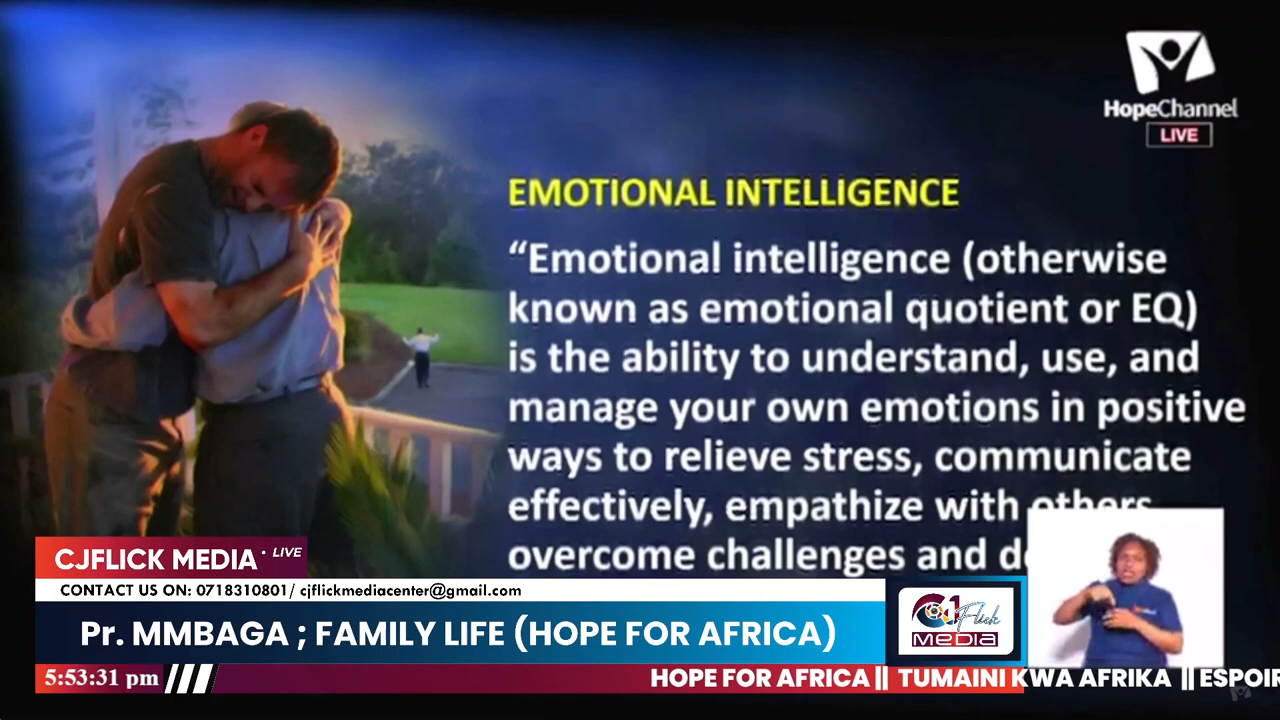 HopeChannel
LIVE
EMOTIONAL INTELLIGENCE
“Emotional intelligence (otherwise
known as emotional quotient or EQ)
is the ability to understand, use, and
manage your own emotions in positive
ways to relieve stress, communicate
effectively, empathize with others
overcome challenges and
CJFLICK MEDIA • LIVE
CONTACT US ON: 0718310801/ cjflickmediacenter@gmail.com
Pr. MMBAGA ; FAMILY LIFE (HOPE FOR AFRICA)
Flick
MEDIA
5:53:31 pm
HOPE FOR AFRICA || TUMAINI KWA AFRIKA || ESPOIR